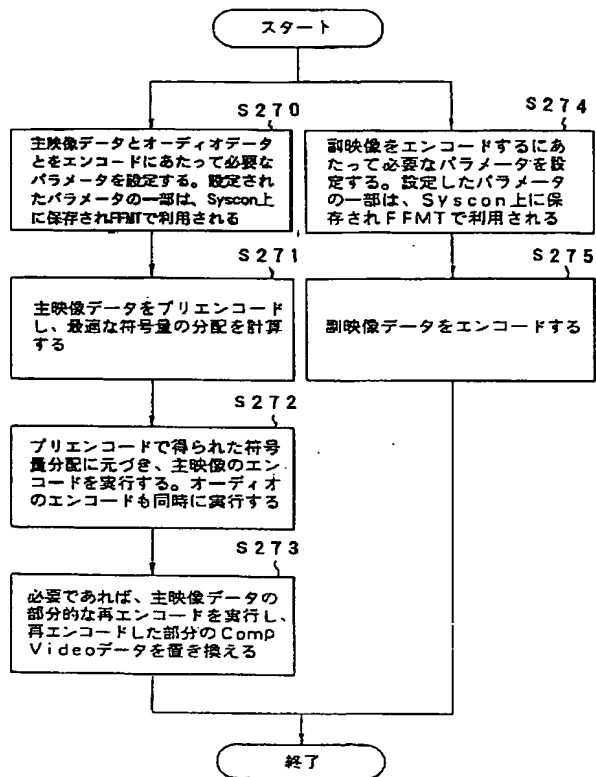 スタート
S270
主映像データとオーディオデータ
とをエンコードにあたって必要な
パラメータを設定する。設定され
たパラメータの一部は、Syscon上
に保存されFFMTで利用される
S271
主映像データをプリエンコード
し、最適な符号量の分配を計算
する
S272
プリエンコードで得られた符号
量分配に元づき、主映像のエン
コードを実行する。オーディオ
のエンコードも同時に実行する
S273
必要であれば、主映像データの
部分的な再エンコードを実行し、
再エンコードした部分のComp
Videoデータを置き換える
S274
副映像をエンコードするにあ
たって必要なパラメータを設
定する。設定したパラメータ
の一部は、Syscon上に保
存されFFMTで利用される
S275
副映像データをエンコードする
終了